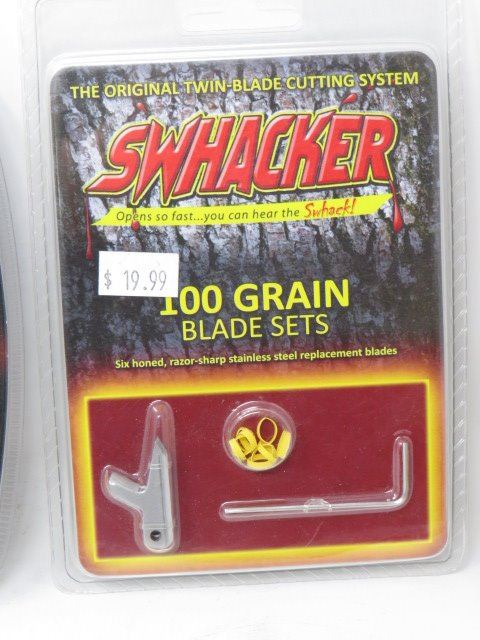 THE ORIGINAL TWIN-BLADE CUTTING SYSTEM
SWHACKER
Opens so fast...you can hear the Swhack!
$ 19.99
100 GRAIN
BLADE SETS
Six honed, razor-sharp stainless steel replacement blades